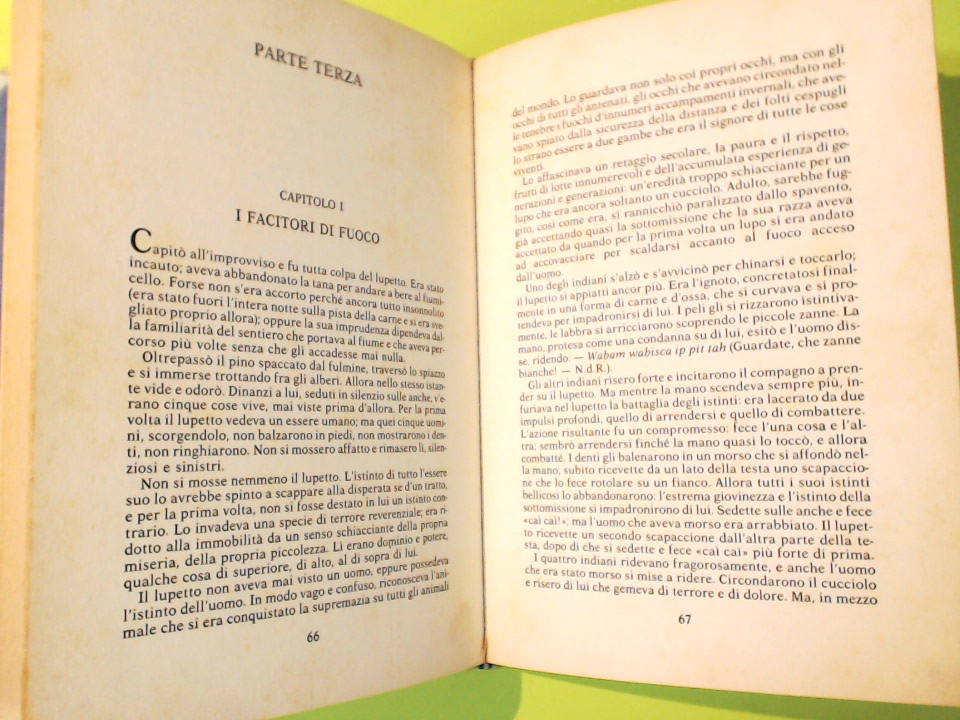 PARTE TERZA
CAPITOLO I
I FACITORI DI FUOCO
Capitò all'improvviso e fu tutta colpa del lupetto. Era stato
incauto; aveva abbandonato la tana per andare a bere al fiumi-
cello. Forse non s'era accorto perché ancora tutto insonnolito
(era stato fuori l'intera notte sulla pista della carne e si era sve-
gliato proprio allora); oppure la sua imprudenza dipendeva dal-
la familiarità del sentiero che portava al fiume e che aveva per-
corso più volte senza che gli accadesse mai nulla.
Oltrepassò il pino spaccato dal fulmine, traversò lo spiazzo
e si immerse trottando fra gli alberi. Allora nello stesso istan-
te vide e odorò. Dinanzi a lui, seduti in silenzio sulle anche, v'e-
rano cinque cose vive, mai viste prima d'allora. Per la prima
volta il lupetto vedeva un essere umano; ma quei cinque uomi-
ni, scorgendolo, non balzarono in piedi, non mostrarono i den-
ti, non ringhiarono. Non si mossero affatto e rimasero lì, silen-
ziosi e sinistri.
Non si mosse nemmeno il lupetto. L'istinto di tutto l'essere
suo lo avrebbe spinto a scappare alla disperata se d'un tratto,
e per la prima volta, non si fosse destato in lui un istinto con-
trario. Lo invadeva una specie di terrore reverenziale; era ri-
dotto alla immobilità da un senso schiacciante della propria
miseria, della propria piccolezza. Lì erano dominio e potere,
qualche cosa di superiore, di alto, al di sopra di lui.
Il lupetto non aveva mai visto un uomo, eppure possedeva
l'istinto dell'uomo. In modo vago e confuso, riconosceva l'ani-
male che si era conquistato la supremazia su tutti gli animali
66
del mondo. Lo guardava non solo coi propri occhi, ma con gli
occhi di tutti gli antenati, gli occhi che avevano circondato nel-
le tenebre i fuochi d'innumeri accampamenti invernali, che ave-
vano spiato dalla sicurezza della distanza e dei folti cespugli
lo strano essere a due gambe che era il signore di tutte le cose
viventi.
Lo affascinava un retaggio secolare, la paura e il rispetto,
frutti di lotte innumerevoli e dell'accumulata esperienza di ge-
nerazioni e generazioni: un'eredità troppo schiacciante per un
lupo che era ancora soltanto un cucciolo. Adulto, sarebbe fug-
gito; così come era, si rannicchiò paralizzato dallo spavento,
già accettando quasi la sottomissione che la sua razza aveva
accettato da quando per la prima volta un lupo si era andato
ad accovacciare per scaldarsi accanto al fuoco acceso
dall'uomo.
Uno degli indiani s'alzò e s'avvicinò per chinarsi e toccarlo;
il lupetto si appiattì ancor più. Era l'ignoto, concretatosi final-
mente in una forma di carne e d'ossa, che si curvava e si pro-
tendeva per impadronirsi di lui. I peli gli si rizzarono istintiva-
mente, le labbra si arricciarono scoprendo le piccole zanne. La
mano, protesa come una condanna su di lui, esitò e l'uomo dis-
se, ridendo: — Wabam wabisca ip pit tah (Guardate, che zanne
bianche! — N.d.R.).
Gli altri indiani risero forte e incitarono il compagno a pren-
der su il lupetto. Ma mentre la mano scendeva sempre più, in-
furiava nel lupetto la battaglia degli istinti: era lacerato da due
impulsi profondi, quello di arrendersi e quello di combattere.
L'azione risultante fu un compromesso: fece l'una cosa e l'al-
tra; sembrò arrendersi finché la mano quasi lo toccò, e allora
combatté. I denti gli balenarono in un morso che si affondò nel-
la mano; subito ricevette da un lato della testa uno scapaccio-
ne che lo fece rotolare su un fianco. Allora tutti i suoi istinti
bellicosi lo abbandonarono: l'estrema giovinezza e l'istinto della
sottomissione si impadronirono di lui. Sedette sulle anche e fece
«cai cai!»; ma l'uomo che aveva morso era arrabbiato. Il lupet-
to ricevette un secondo scapaccione dall'altra parte della te-
sta, dopo di che si sedette e fece «cai cai» più forte di prima.
I quattro indiani ridevano fragorosamente, e anche l'uomo
che era stato morso si mise a ridere. Circondarono il cucciolo
e risero di lui che gemeva di terrore e di dolore. Ma, in mezzo
67